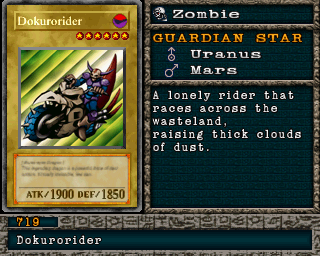 Dokurorider
ATK/1900 DEF/1850
Zombie
GUARDIAN STAR
Uranus
Mars
A lonely rider that
races across the
wasteland,
raising thick clouds
of dust.
719
Dokurorider